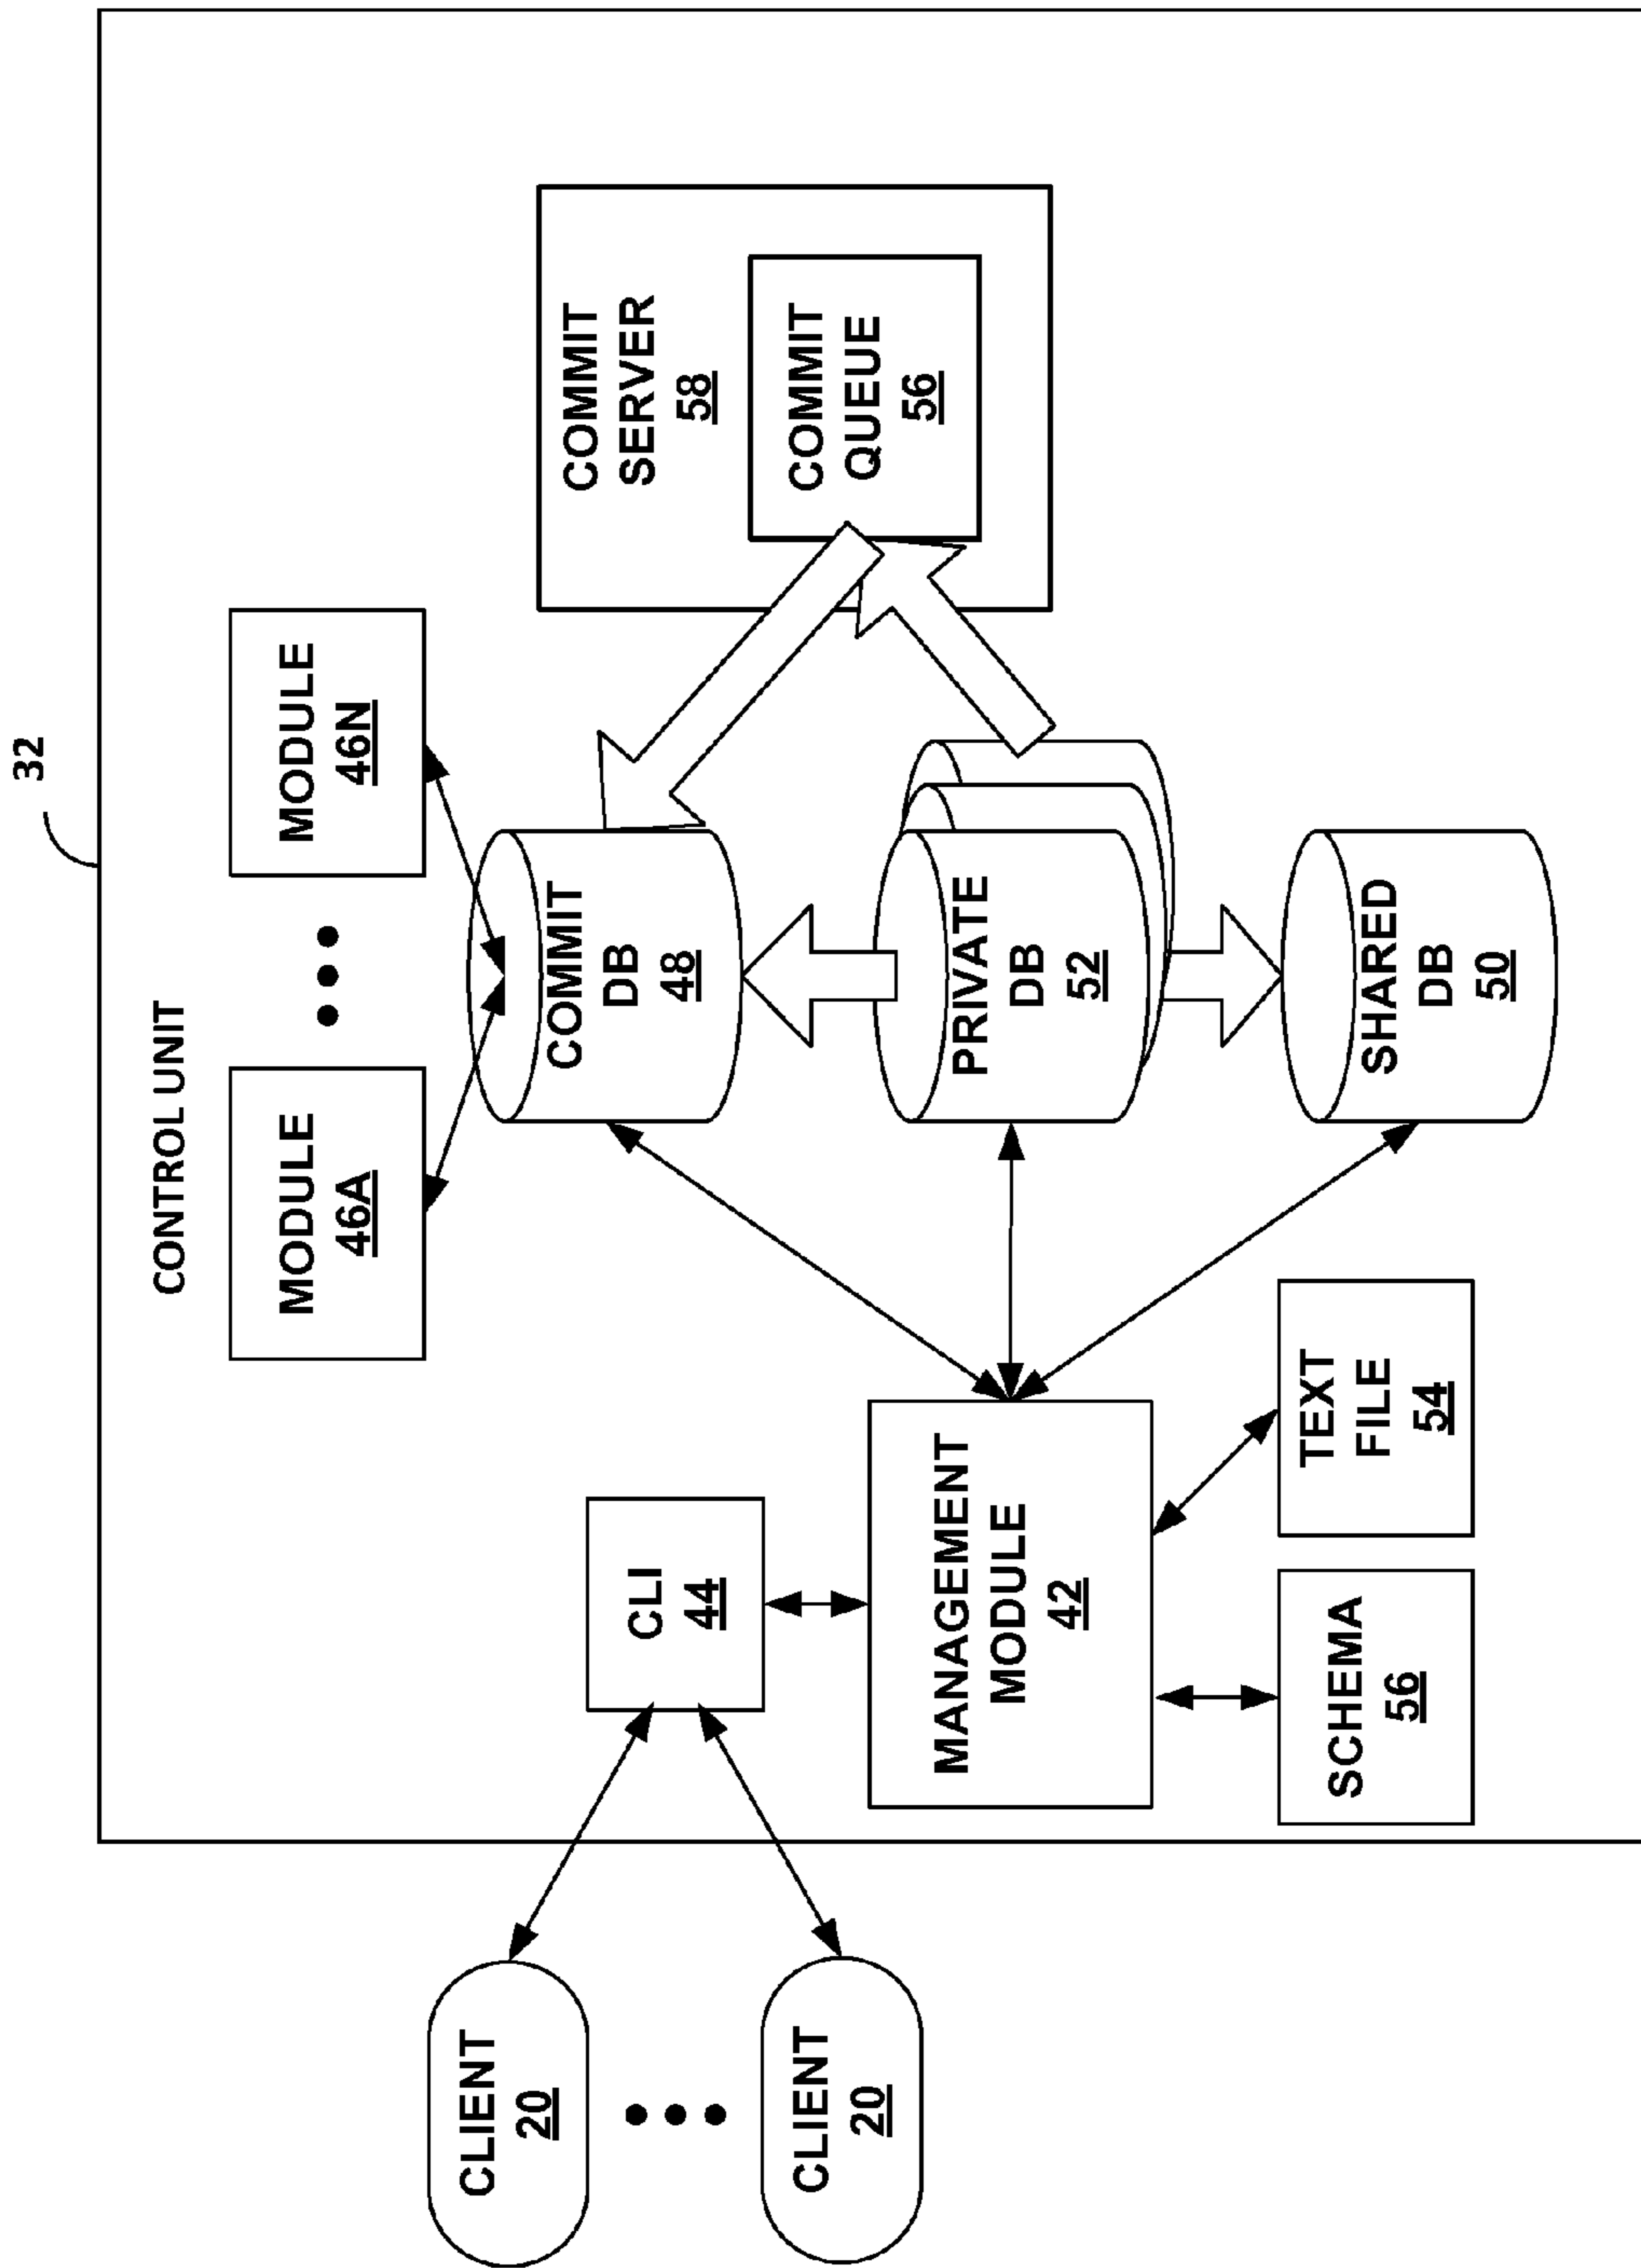 32
CONTROL UNIT
MODULE
46A
MODULE
46N
CLIENT
20
CLIENT
20
CLI
44
MANAGEMENT
MODULE
42
SCHEMA
56
TEXT
FILE
54
COMMIT
DB
48
PRIVATE
DB
52
SHARED
DB
50
COMMIT
SERVER
58
COMMIT
QUEUE
56